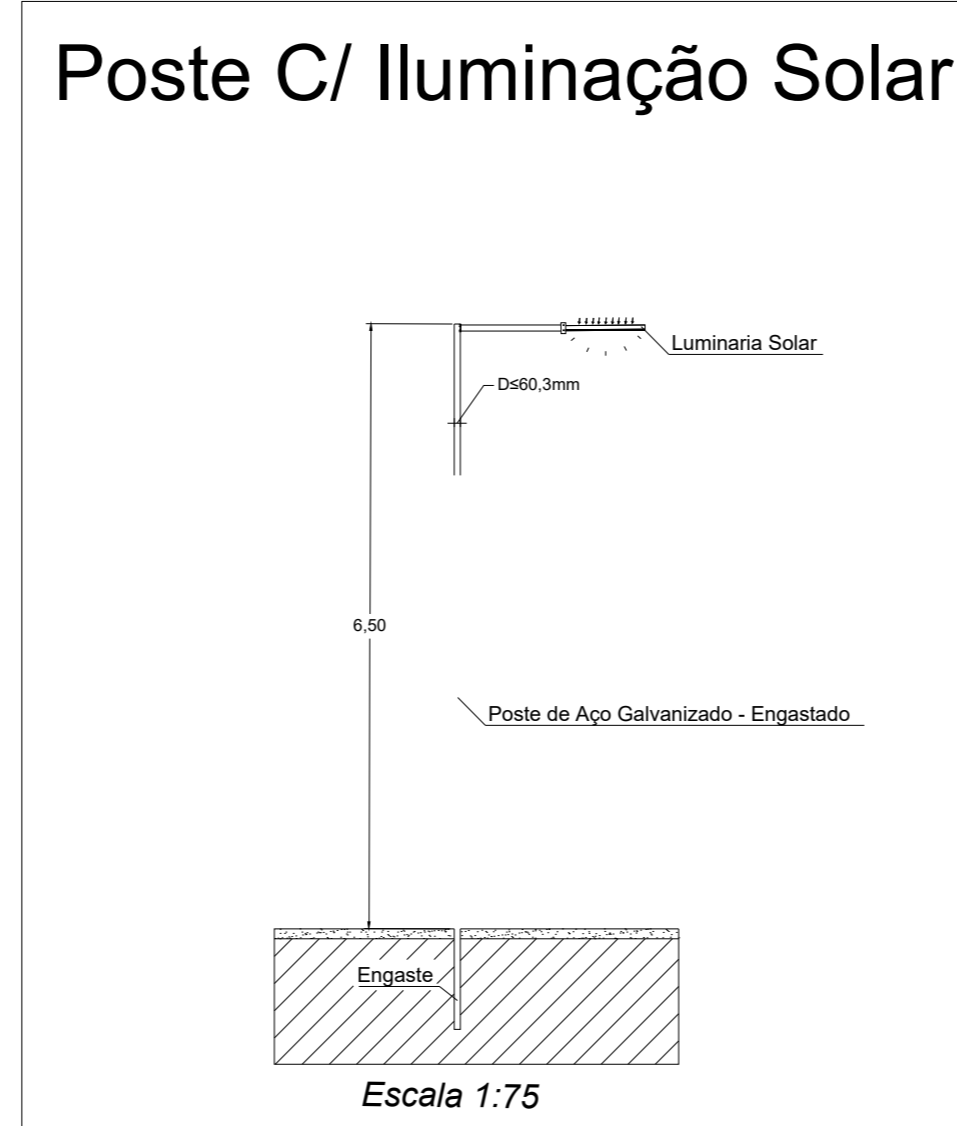 Poste C/ Iluminação Solar
Luminaria Solar
D≤60,3mm
6,50
Poste de Aço Galvanizado - Engastado
Engaste
Escala 1:75